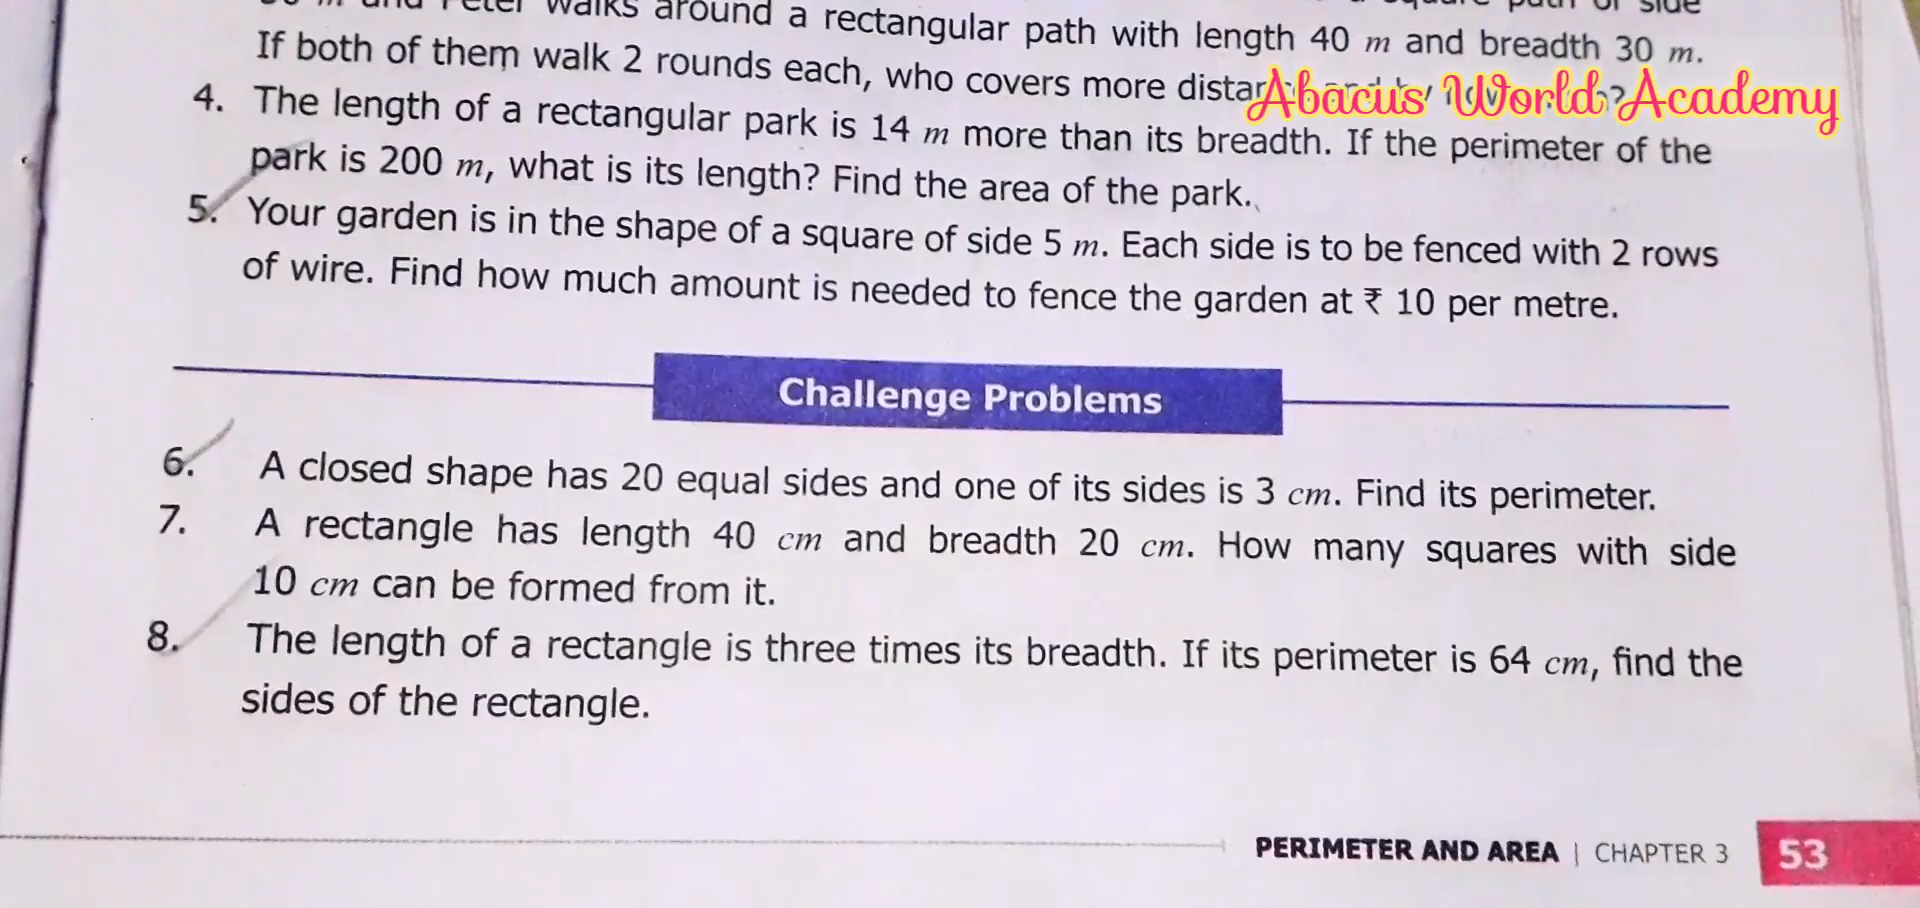 walks around a rectangular path with length 40 m and breadth 30 m.
If both of them walk 2 rounds each, who covers more
Abacus World Academy
4. The length of a rectangular park is 14 m more than its breadth. If the perimeter of the
park is 200 m, what is its length? Find the area of the park.
5. Your garden is in the shape of a square of side 5 m. Each side is to be fenced with 2 rows
of wire. Find how much amount is needed to fence the garden at ₹ 10 per metre.
Challenge Problems
6. A closed shape has 20 equal sides and one of its sides is 3 cm. Find its perimeter.
7. A rectangle has length 40 cm and breadth 20 cm. How many squares with side
10 cm can be formed from it.
8. The length of a rectangle is three times its breadth. If its perimeter is 64 cm, find the
sides of the rectangle.
PERIMETER AND AREA | CHAPTER 3 53